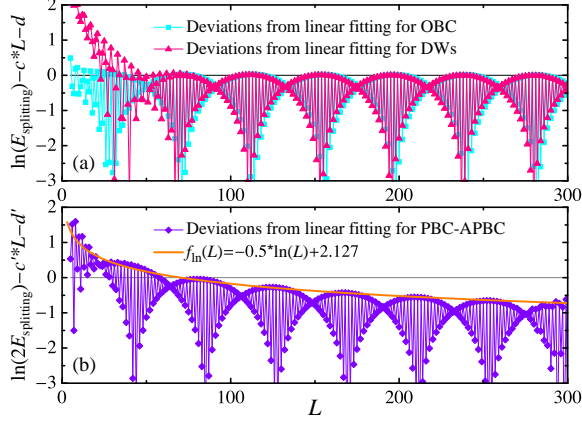 Deviations from linear fitting for OBC
Deviations from linear fitting for DWs
ln(E_splitting)−c*L−d
2
1
0
-1
-2
-3
(a)
0 100 200 300
Deviations from linear fitting for PBC-APBC
f_ln(L)=−0.5*ln(L)+2.127
ln(2E_splitting)−c'*L−d'
2
1
0
-1
-2
-3
(b)
0 100 200 300
L